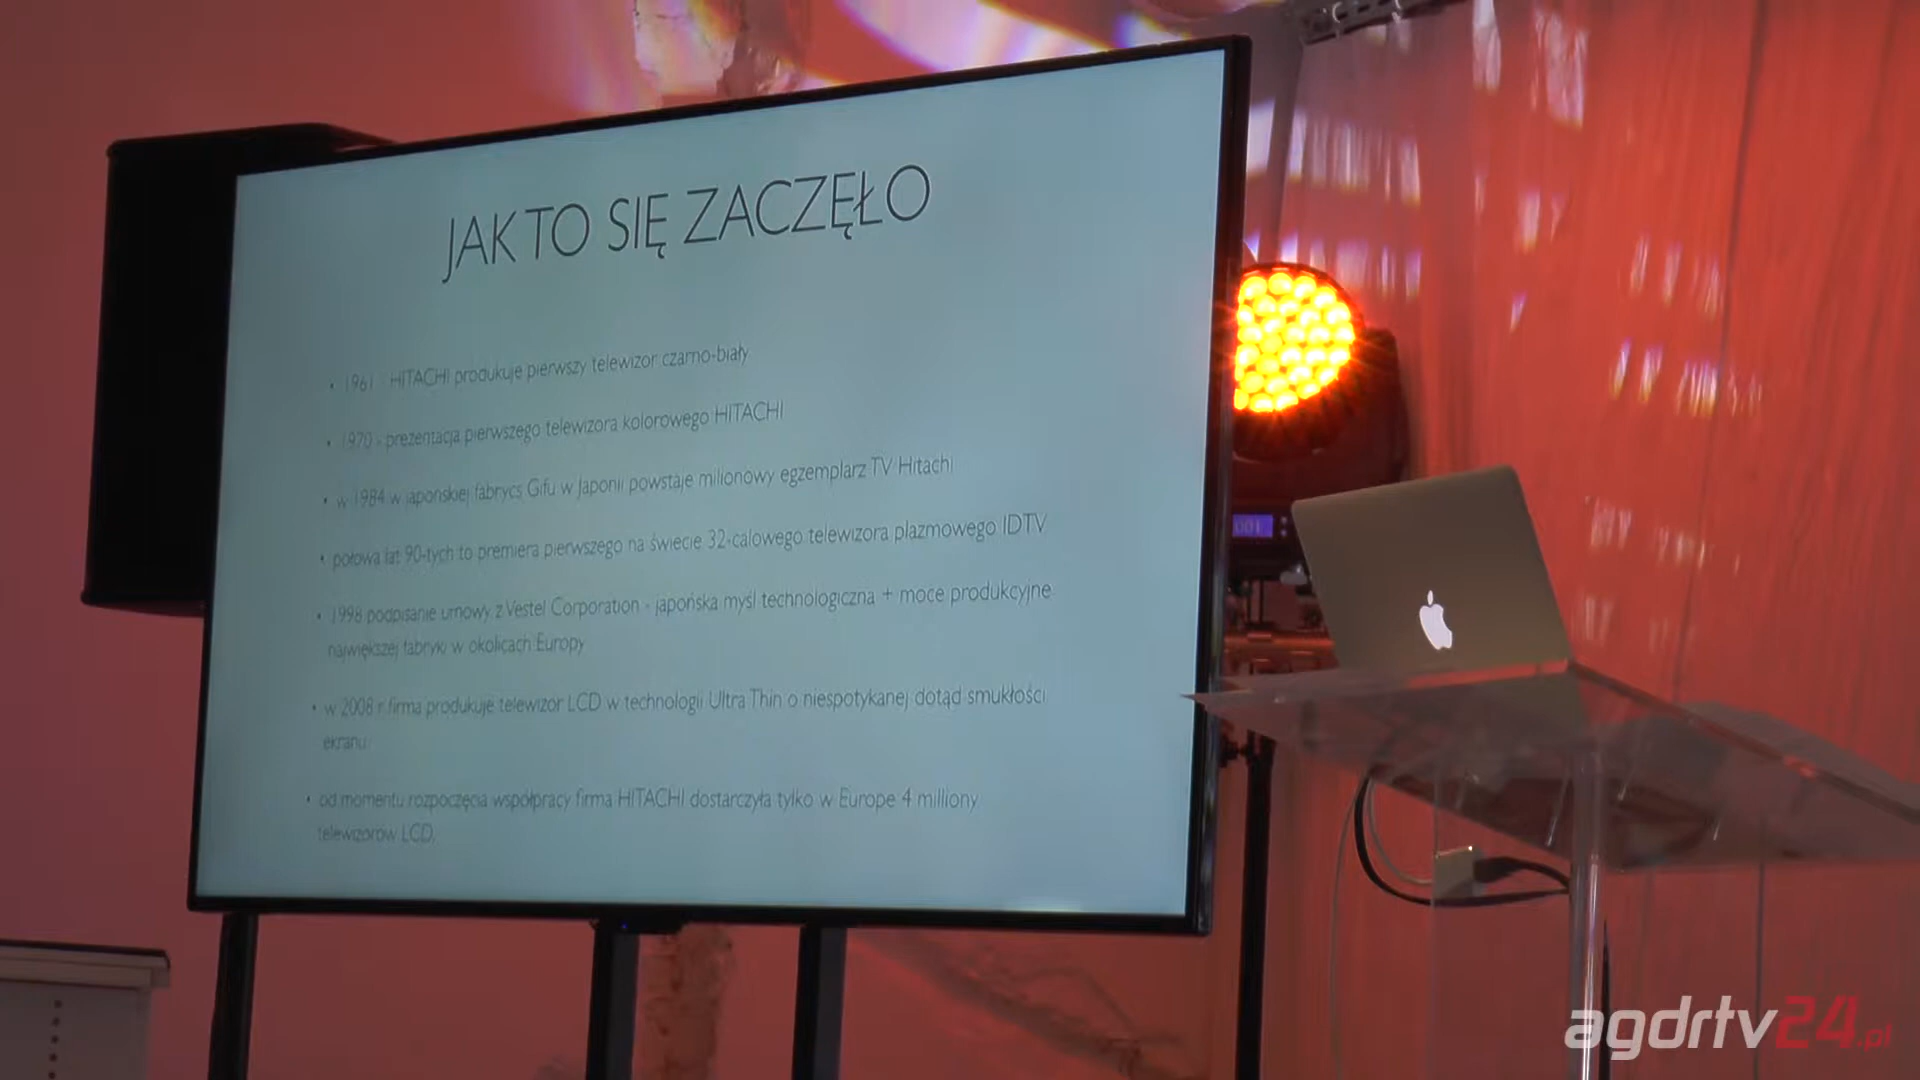 JAK TO SIĘ ZACZĘŁO
• 1961 - HITACHI produkuje pierwszy telewizor czarno-biały
• 1970 - prezentacja pierwszego telewizora kolorowego HITACHI
• w 1984 w japońskiej fabrycs Gifu w Japonii powstaje milionowy egzemplarz TV Hitachi
• połowa lat 90-tych to premiera pierwszego na świecie 32-calowego telewizora plazmowego IDTV
• 1998 podpisanie umowy z Vestel Corporation - japońska myśl technologiczna + moce produkcyjne
największej fabryki w okolicach Europy
• w 2008 r. firma produkuje telewizor LCD w technologii Ultra Thin o niespotykanej dotąd smukłości
ekranu
• od momentu rozpoczęcia współpracy firma HITACHI dostarczyła tylko w Europe 4 milliony
telewizorów LCD,
001
agdrtv24.pl